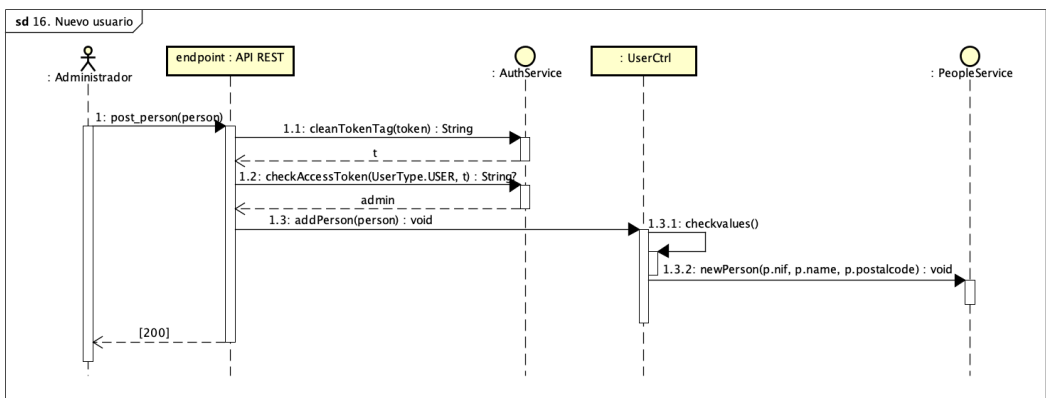 sd 16. Nuevo usuario
endpoint : API REST
: UserCtrl
: Administrador
: AuthService
: PeopleService
1: post_person(person)
1.1: cleanTokenTag(token) : String
t
1.2: checkAccessToken(UserType.USER, t) : String?
admin
1.3: addPerson(person) : void
1.3.1: checkvalues()
1.3.2: newPerson(p.nif, p.name, p.postalcode) : void
[200]